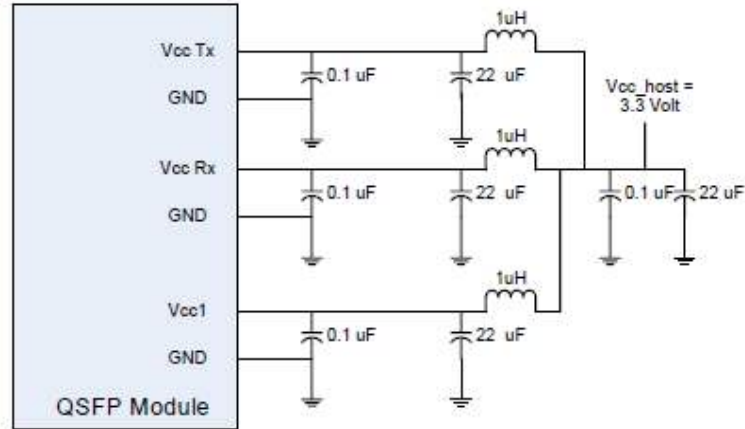 1uH
Vcc Tx
0.1 uF
22 uF
GND
Vcc_host =
3.3 Volt
1uH
Vcc Rx
0.1 uF
22 uF
0.1 uF
22 uF
GND
1uH
Vcc1
0.1 uF
22 uF
GND
QSFP Module